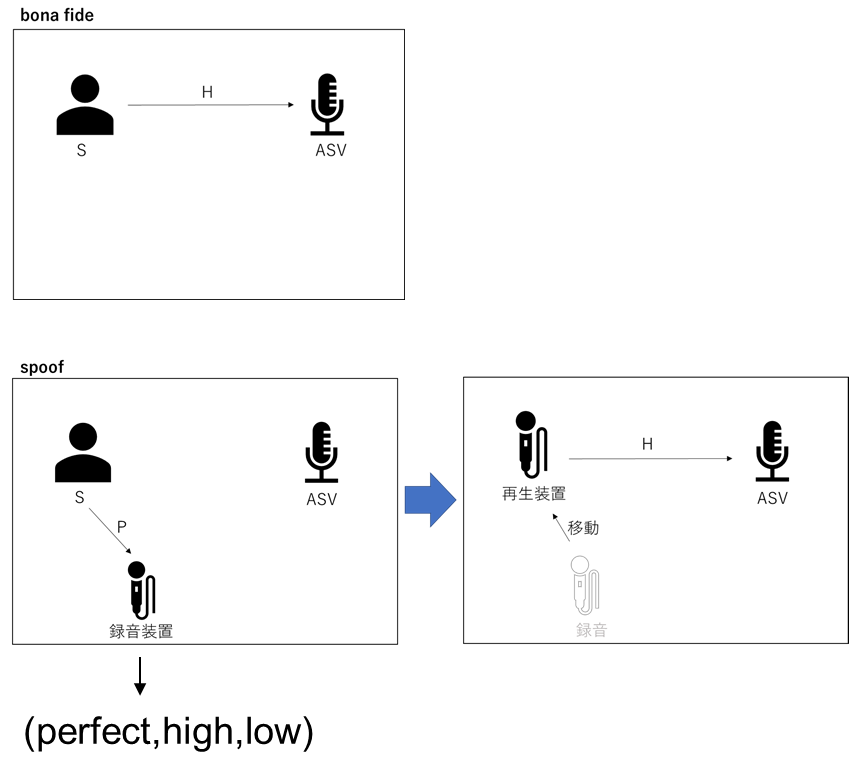 bona fide
H
S
ASV
spoof
S
ASV
P
録音装置
H
再生装置
ASV
移動
録音
(perfect,high,low)